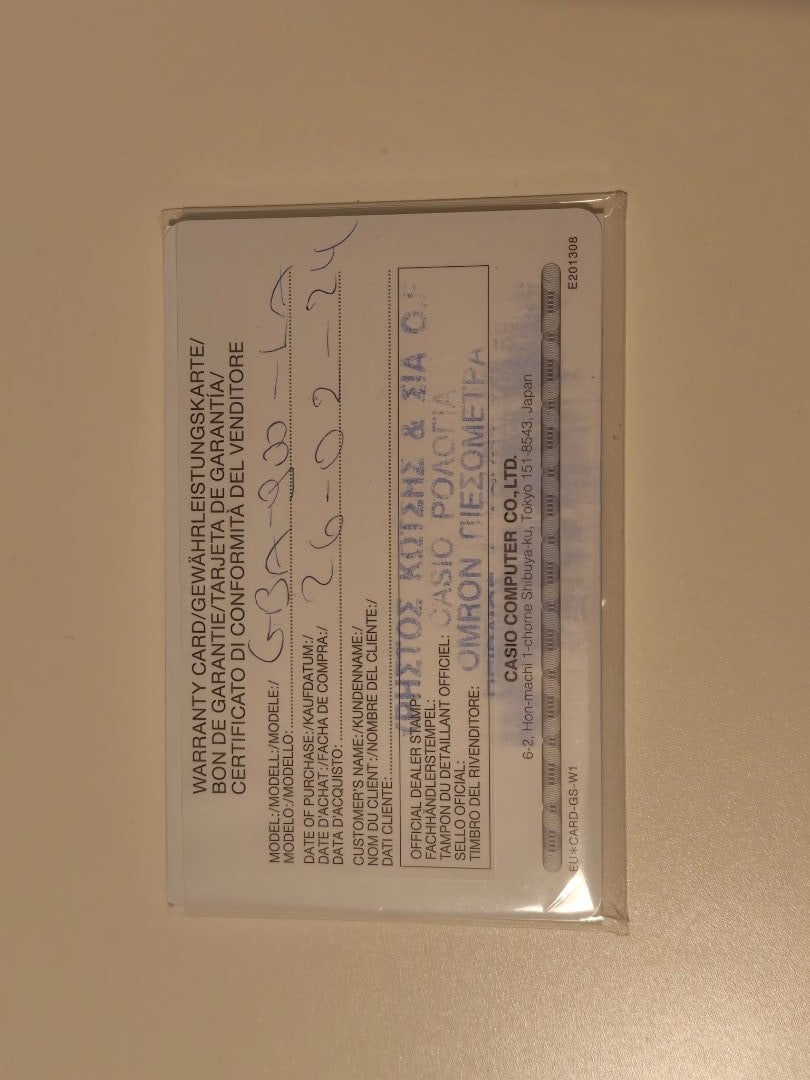 WARRANTY CARD/GEWÄHRLEISTUNGSKARTE/
BON DE GARANTIE/TARJETA DE GARANTÍA/
CERTIFICATO DI CONFORMITÀ DEL VENDITORE
MODEL:/MODELL:/MODELE:/
MODELO:/MODELLO: GBA-900-1A
DATE OF PURCHASE:/KAUFDATUM:/
DATE D'ACHAT:/FACHA DE COMPRA:/
DATA D'ACQUISTO: 26-02-24
CUSTOMER'S NAME:/KUNDENNAME:/
NOM DU CLIENT:/NOMBRE DEL CLIENTE:/
DATI CLIENTE:
OFFICIAL DEALER STAMP:
FACHHÄNDLERSTEMPEL:
TAMPON DU DETAILLANT OFFICIEL:
SELLO OFICIAL:
TIMBRO DEL RIVENDITORE:
ΧΡΗΣΤΟΣ ΚΩΤΣΗΣ & ΣΙΑ Ο.
CASIO ΡΟΛΟΓΙΑ
OMRON ΠΙΕΣΟΜΕΤΡΑ
CASIO COMPUTER CO.,LTD.
6-2, Hon-machi 1-chome Shibuya-ku, Tokyo 151-8543, Japan
EU＊CARD-GS-W1 E201308